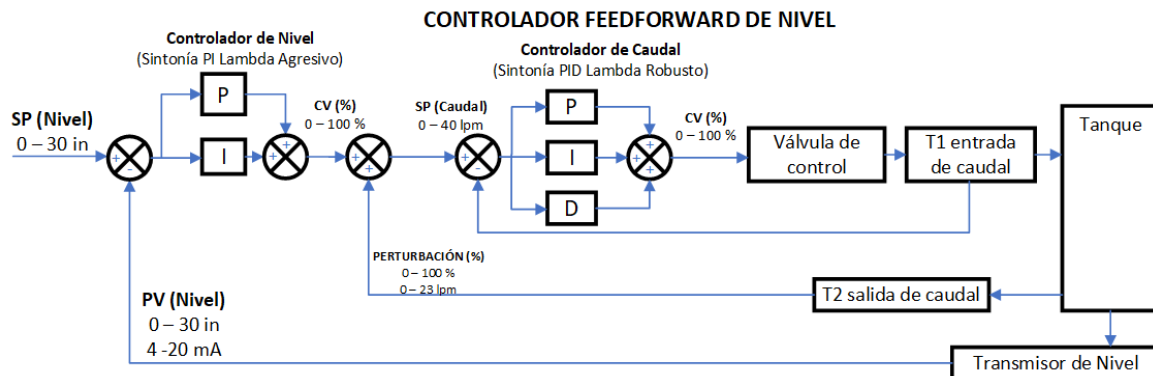 CONTROLADOR FEEDFORWARD DE NIVEL
Controlador de Nivel
(Sintonía PI Lambda Agresivo)
Controlador de Caudal
(Sintonía PID Lambda Robusto)
SP (Nivel)
0 – 30 in
+
+
-
P
I
+
+
CV (%)
0 – 100 %
+
+
SP (Caudal)
0 – 40 lpm
+
-
P
I
D
+
+
+
CV (%)
0 – 100 %
Válvula de
control
T1 entrada
de caudal
Tanque
PERTURBACIÓN (%)
0 – 100 %
0 – 23 lpm
T2 salida de caudal
PV (Nivel)
0 – 30 in
4 -20 mA
Transmisor de Nivel